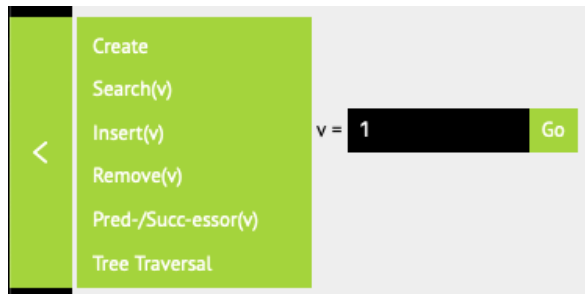 Create
Search(v)
Insert(v)
v = 1 Go
Remove(v)
Pred-/Succ-essor(v)
Tree Traversal